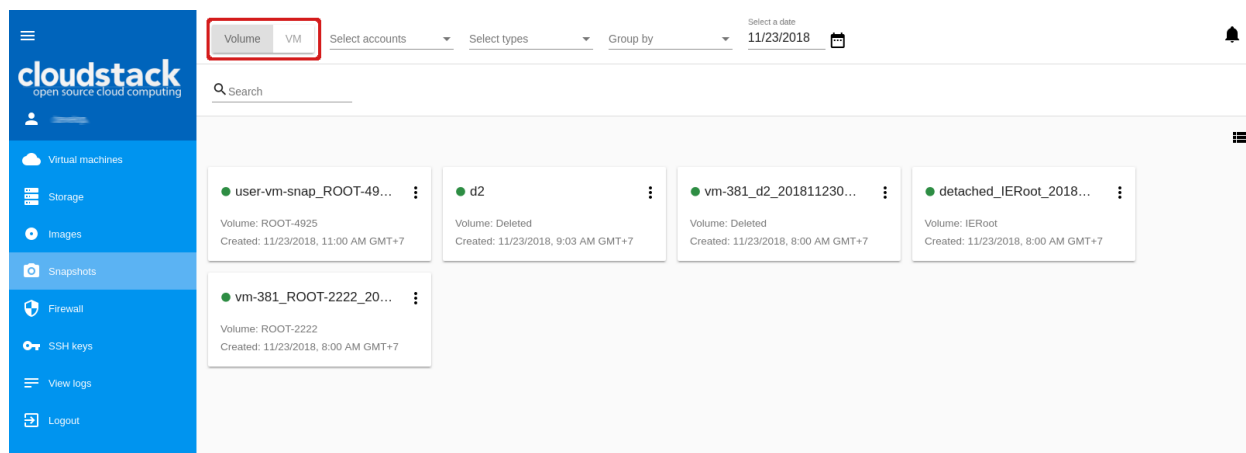 Volume
VM
Select accounts
Select types
Group by
Select a date
11/23/2018
cloudstack
open source cloud computing
Search
Virtual machines
Storage
Images
Snapshots
Firewall
SSH keys
View logs
Logout
user-vm-snap_ROOT-49...
Volume: ROOT-4925
Created: 11/23/2018, 11:00 AM GMT+7
d2
Volume: Deleted
Created: 11/23/2018, 9:03 AM GMT+7
vm-381_d2_201811230...
Volume: Deleted
Created: 11/23/2018, 8:00 AM GMT+7
detached_IERoot_2018...
Volume: IERoot
Created: 11/23/2018, 8:00 AM GMT+7
vm-381_ROOT-2222_20...
Volume: ROOT-2222
Created: 11/23/2018, 8:00 AM GMT+7